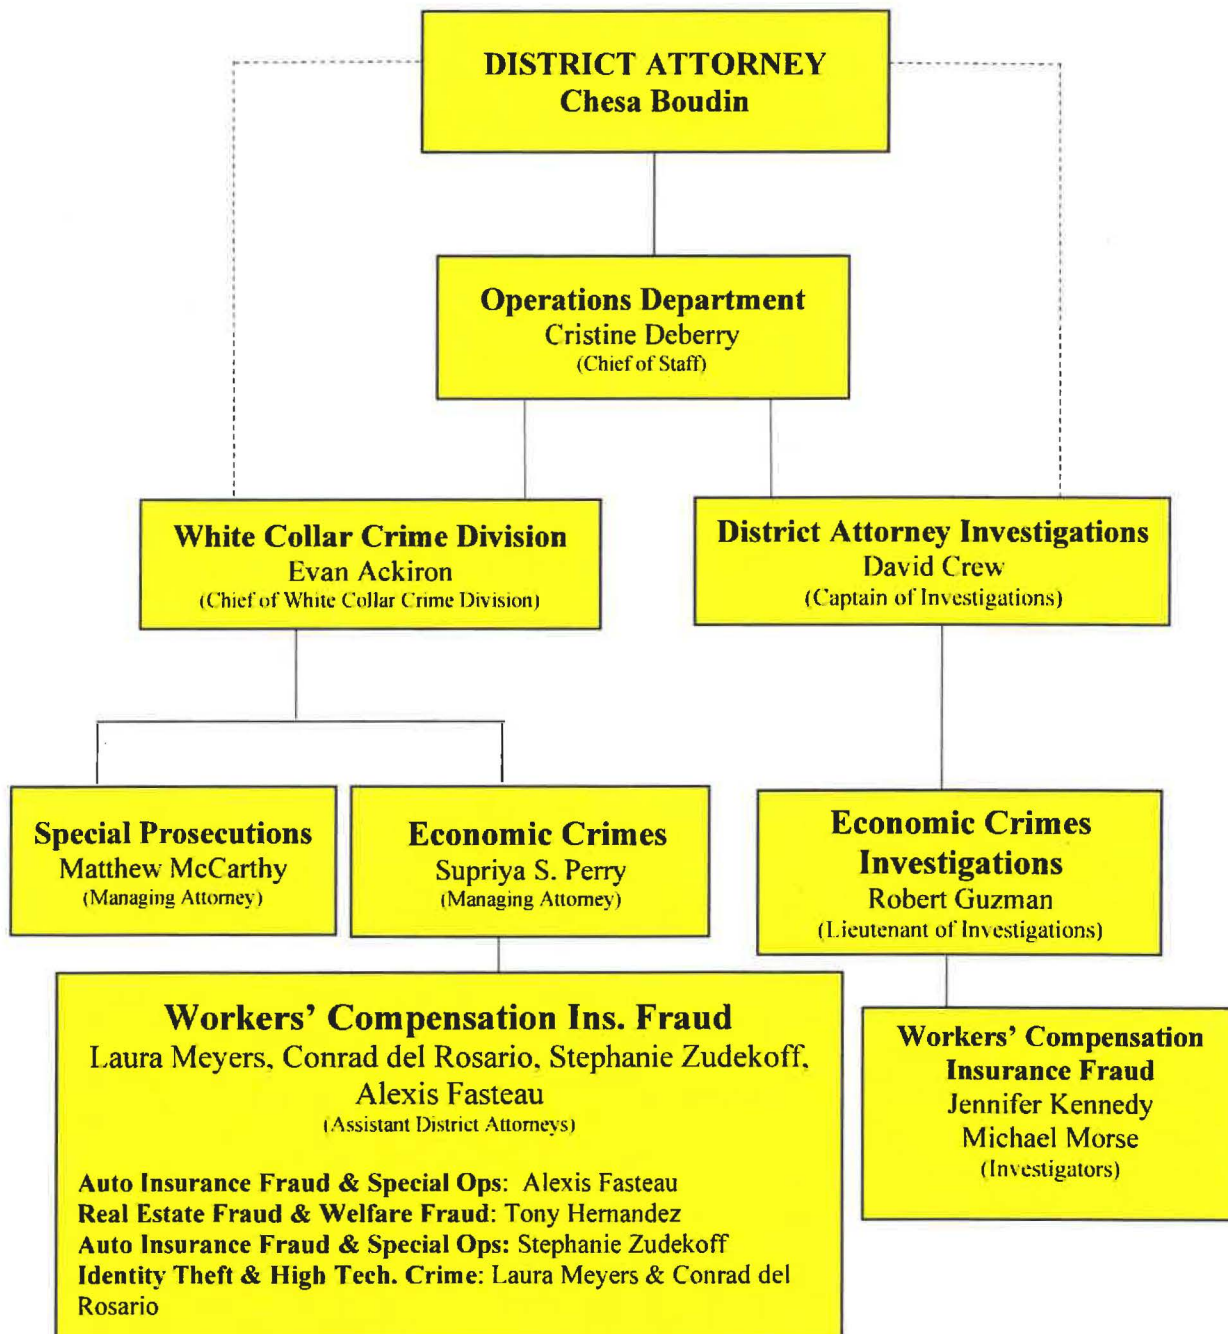 DISTRICT ATTORNEY
Chesa Boudin
Operations Department
Cristine Deberry
(Chief of Staff)
White Collar Crime Division
Evan Ackiron
(Chief of White Collar Crime Division)
District Attorney Investigations
David Crew
(Captain of Investigations)
Special Prosecutions
Matthew McCarthy
(Managing Attorney)
Economic Crimes
Supriya S. Perry
(Managing Attorney)
Economic Crimes
Investigations
Robert Guzman
(Lieutenant of Investigations)
Workers’ Compensation Ins. Fraud
Laura Meyers, Conrad del Rosario, Stephanie Zudekoff,
Alexis Fasteau
(Assistant District Attorneys)
Auto Insurance Fraud & Special Ops: Alexis Fasteau
Real Estate Fraud & Welfare Fraud: Tony Hernandez
Auto Insurance Fraud & Special Ops: Stephanie Zudekoff
Identity Theft & High Tech. Crime: Laura Meyers & Conrad del
Rosario
Workers’ Compensation
Insurance Fraud
Jennifer Kennedy
Michael Morse
(Investigators)